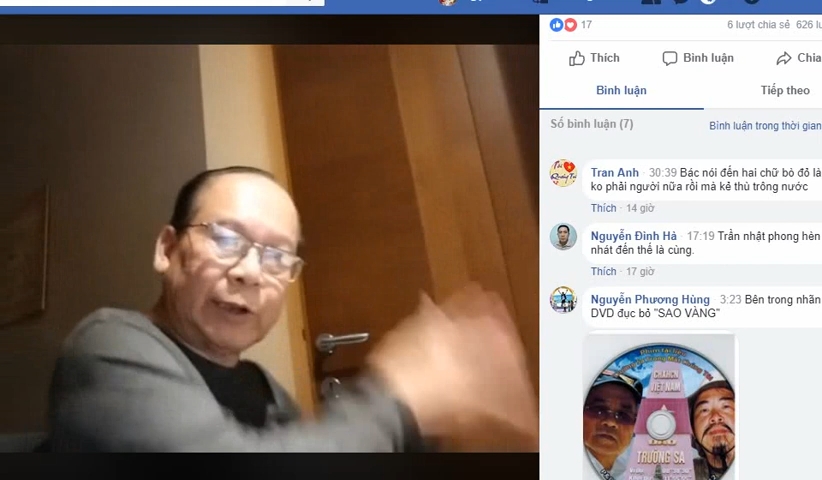 17
6 lượt chia sẻ 626 lu
Thích
Bình luận
Chia
Bình luận
Tiếp theo
Số bình luận (7)
Bình luận trong thời gian
Tran Anh · 30:39 Bác nói đến hai chữ bò đỏ là
ko phải người nữa rồi mà kẻ thù trông nước
Thích · 14 giờ
Nguyễn Đình Hà · 17:19 Trần nhật phong hèn
nhát đến thế là cùng.
Thích · 17 giờ
Nguyễn Phương Hùng · 3:23 Bên trong nhãn
DVD đục bỏ "SAO VÀNG"
CHXHCN
VIỆT NAM
TRƯỜNG SA